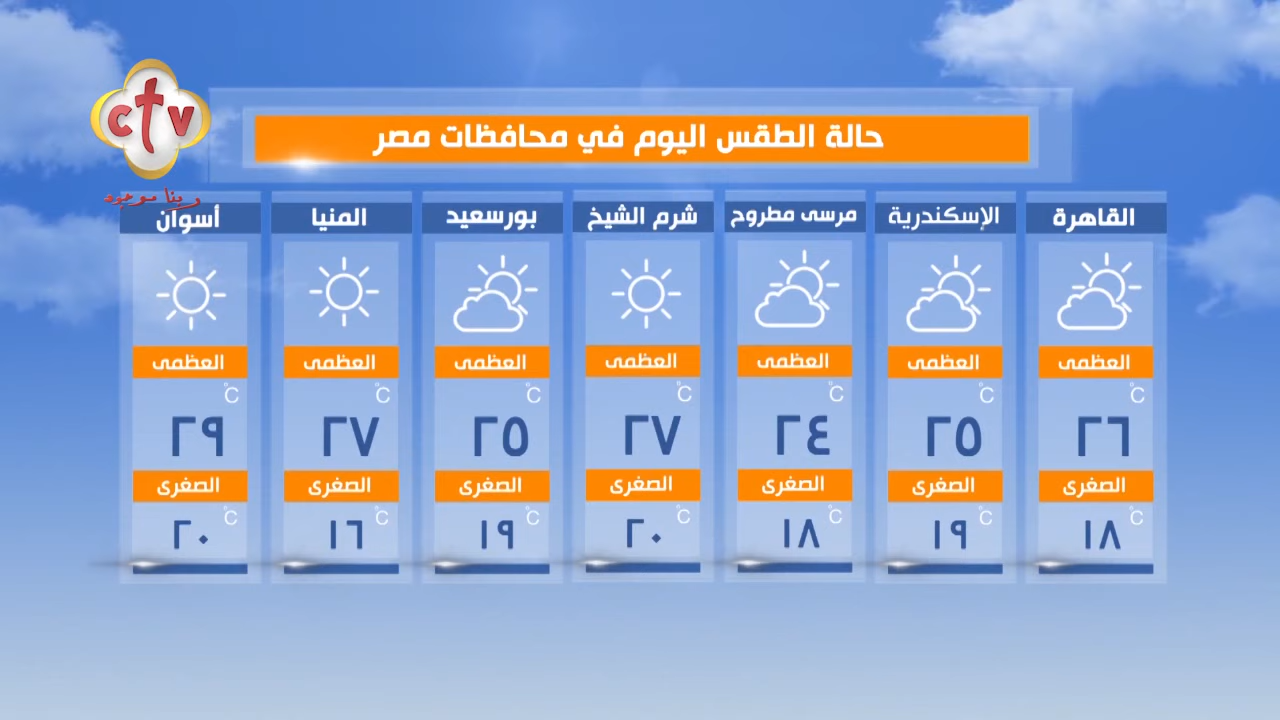 ctv
ربنا موجود
حالة الطقس اليوم في محافظات مصر
القاهرة
العظمى
°C
٢٦
الصغرى
°C
١٨
الإسكندرية
العظمى
°C
٢٥
الصغرى
°C
١٩
مرسى مطروح
العظمى
°C
٢٤
الصغرى
°C
١٨
شرم الشيخ
العظمى
°C
٢٧
الصغرى
°C
٢٠
بورسعيد
العظمى
°C
٢٥
الصغرى
°C
١٩
المنيا
العظمى
°C
٢٧
الصغرى
°C
١٦
أسوان
العظمى
°C
٢٩
الصغرى
°C
٢٠